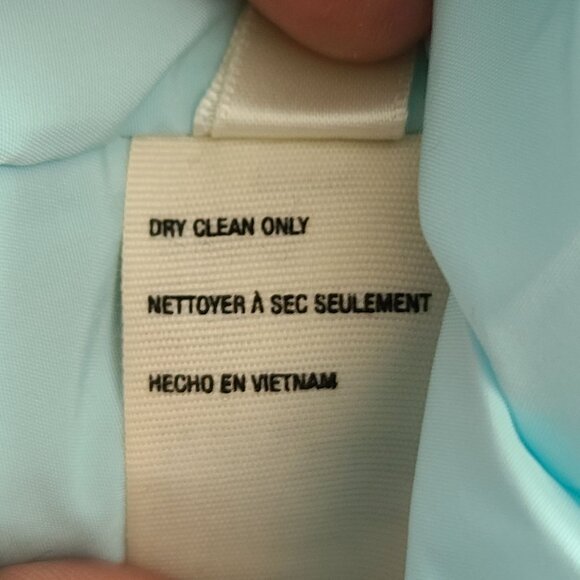 DRY CLEAN ONLY
NETTOYER À SEC SEULEMENT
HECHO EN VIETNAM